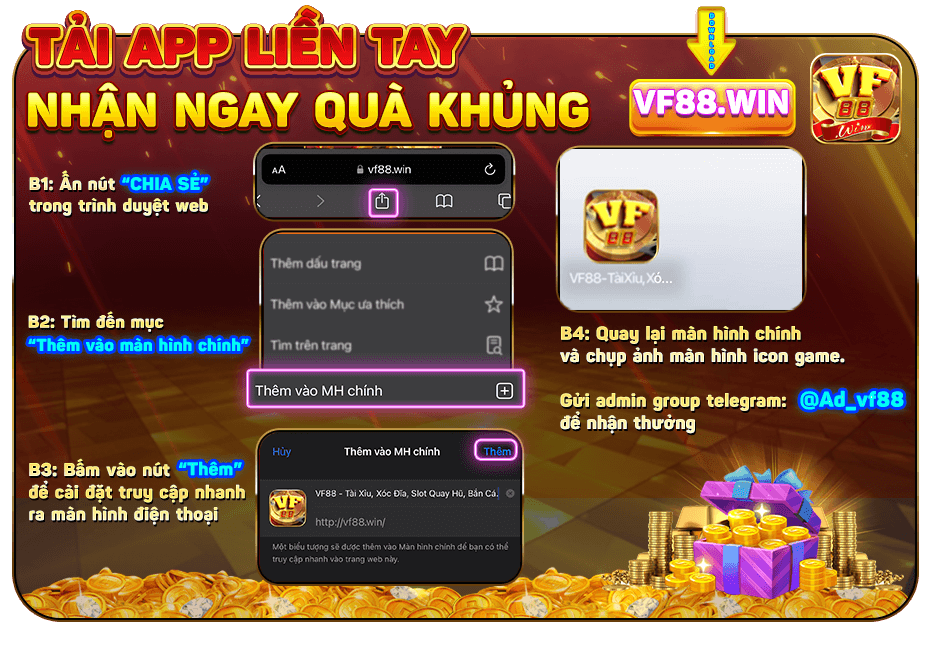 TẢI APP LIỀN TAY
NHẬN NGAY QUÀ KHỦNG
DOWNLOAD
VF88.WIN
VF
88
.Win
B1: Ấn nút “CHIA SẺ”
trong trình duyệt web
AA
vf88.win
B2: Tìm đến mục
“Thêm vào màn hình chính”
Thêm dấu trang
Thêm vào Mục ưa thích
Tìm trên trang
Thêm vào MH chính
B3: Bấm vào nút “Thêm”
để cài đặt truy cập nhanh
ra màn hình điện thoại
Hủy
Thêm vào MH chính
Thêm
VF
88
VF88 - Tài Xỉu, Xóc Đĩa, Slot Quay Hũ, Bắn Cá.
http://vf88.win/
Một biểu tượng sẽ được thêm vào Màn hình chính để bạn có thể
truy cập nhanh vào trang web này.
VF
88
VF88-TàiXỉu,Xó...
B4: Quay lại màn hình chính
và chụp ảnh màn hình icon game.
Gửi admin group telegram: @Ad_vf88
để nhận thưởng